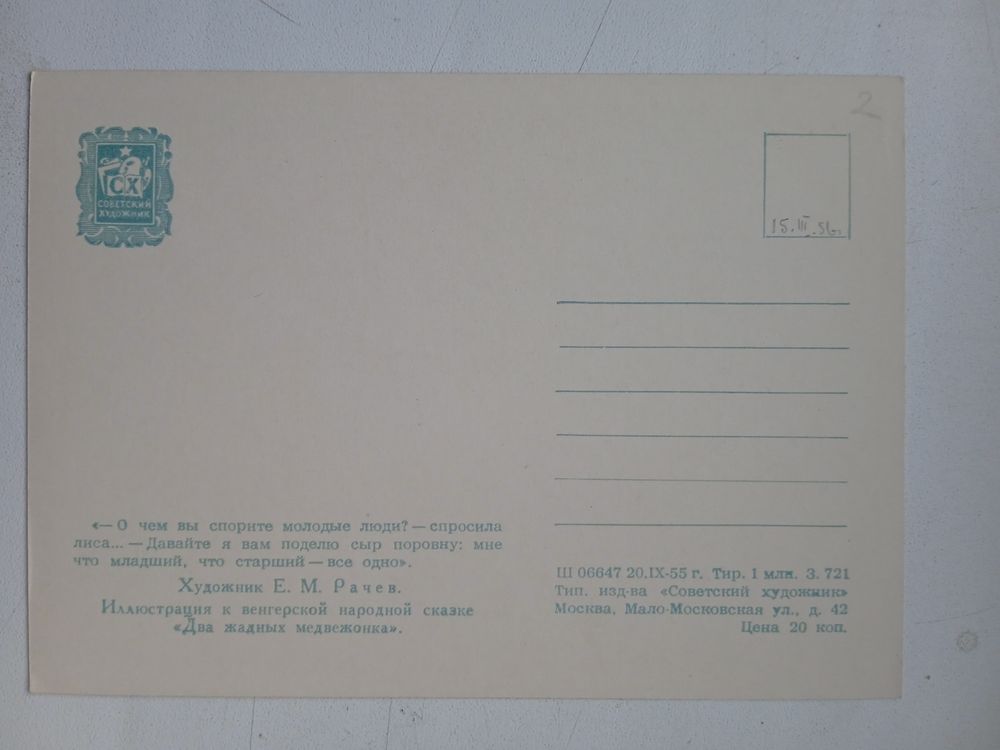 2
СХ
СОВЕТСКИЙ
ХУДОЖНИК
15.III.56г.
«— О чем вы спорите молодые люди? — спросила
лиса... — Давайте я вам поделю сыр поровну: мне
что младший, что старший — все одно».
Художник Е. М. Рачев.
Иллюстрация к венгерской народной сказке
«Два жадных медвежонка».
Ш 06647 20.IX-55 г. Тир. 1 млн. З. 721
Тип. изд-ва «Советский художник»
Москва, Мало-Московская ул., д. 42
Цена 20 коп.